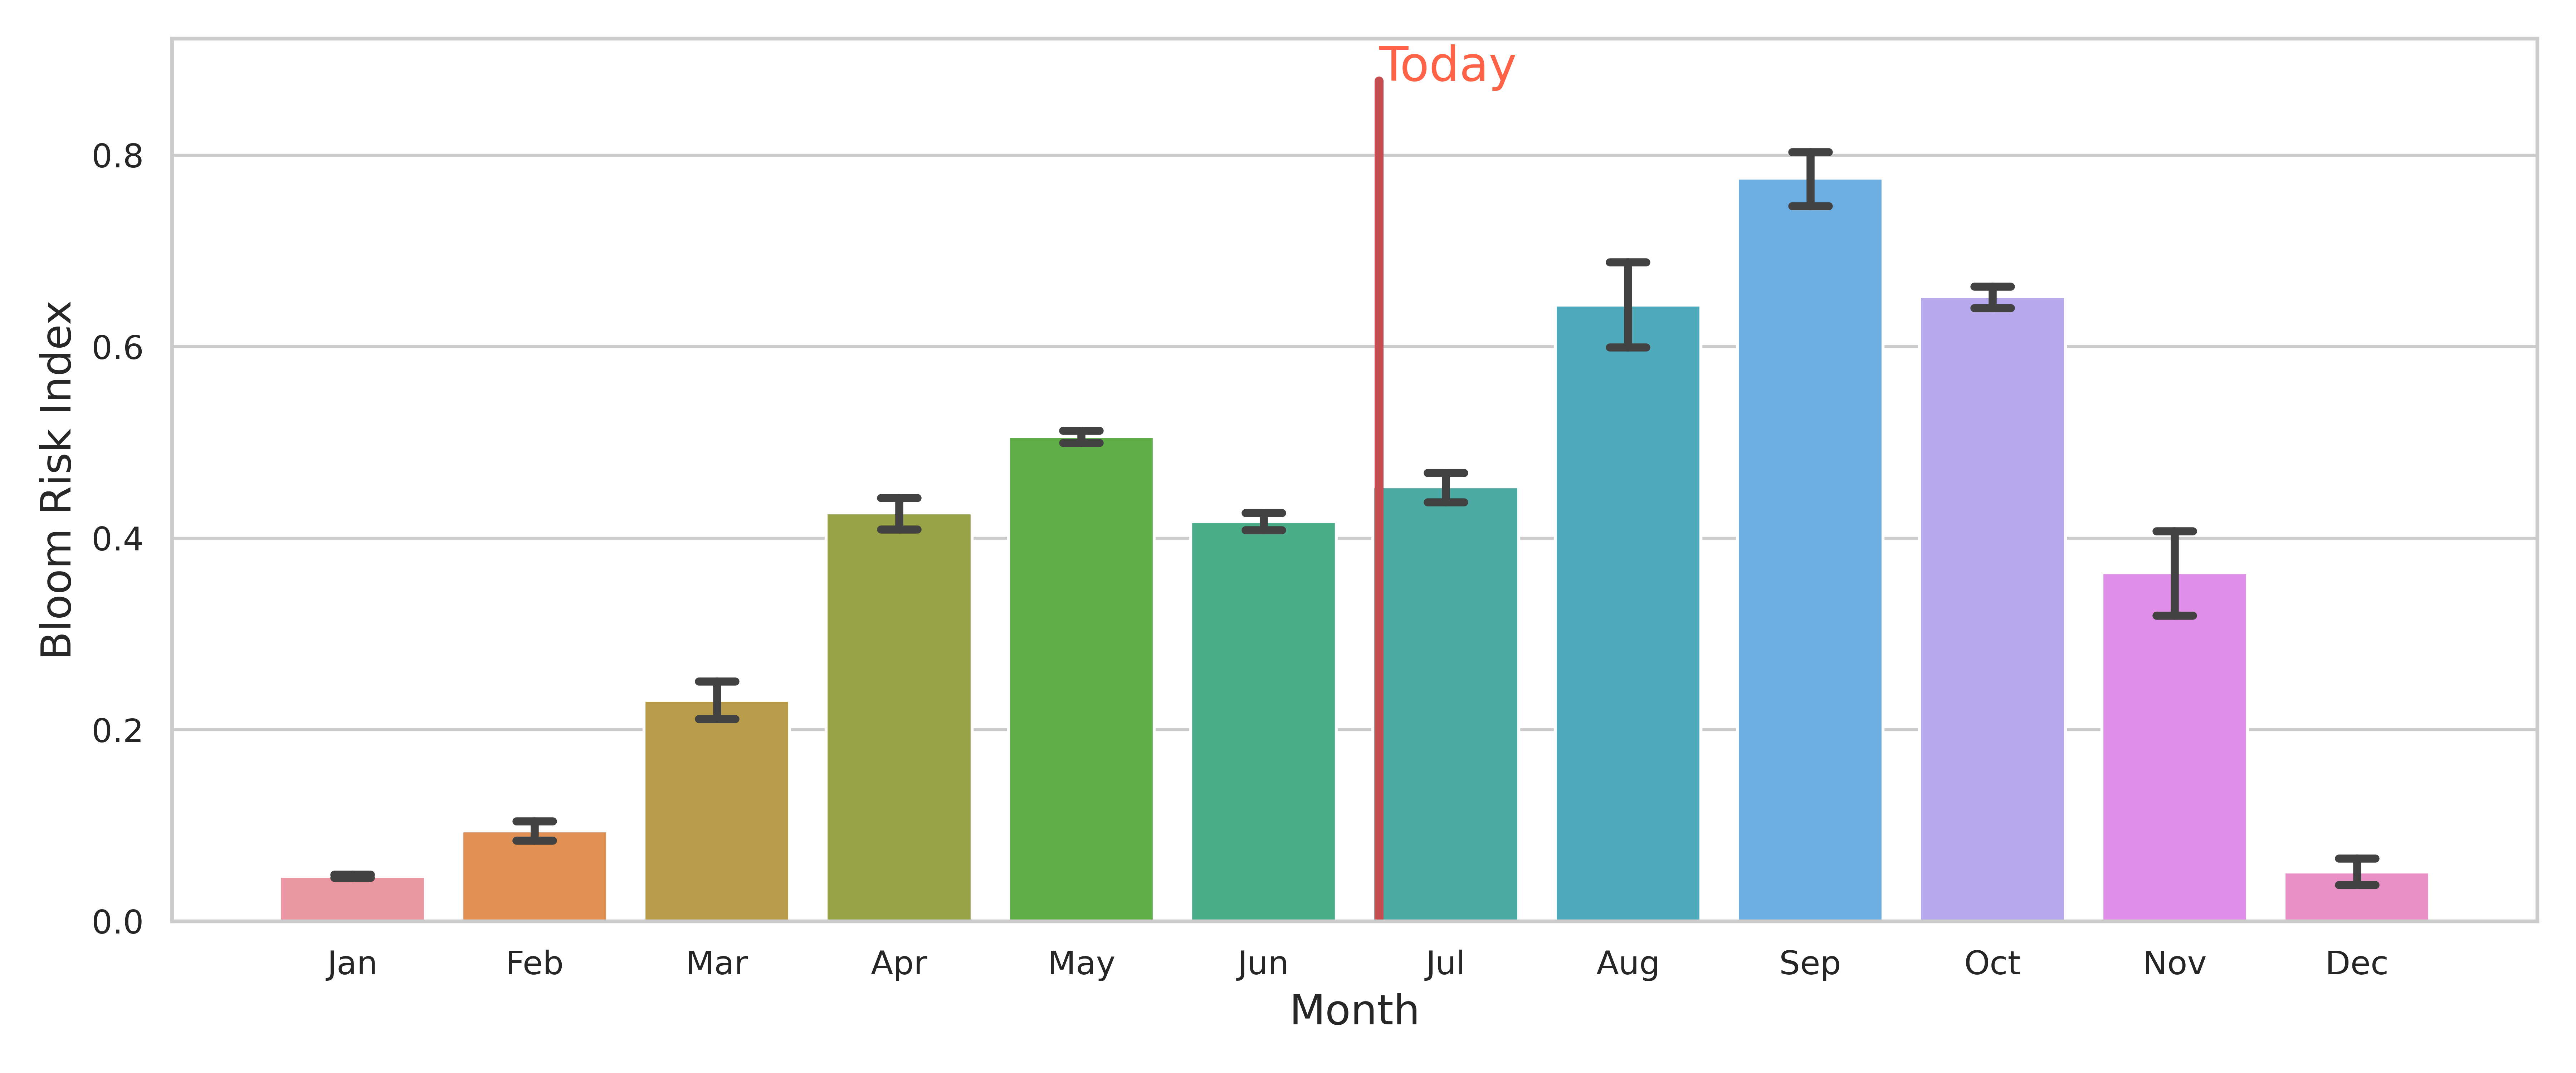 Today
Bloom Risk Index
0.8
0.6
0.4
0.2
0.0
Jan Feb Mar Apr May Jun Jul Aug Sep Oct Nov Dec
Month